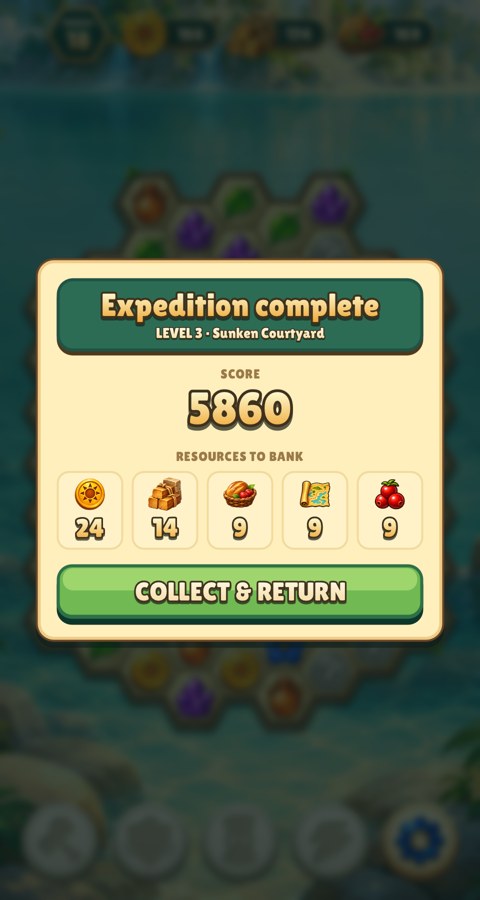 Expedition complete
LEVEL 3 · Sunken Courtyard
SCORE
5860
RESOURCES TO BANK
24 14 9 9 9
COLLECT & RETURN